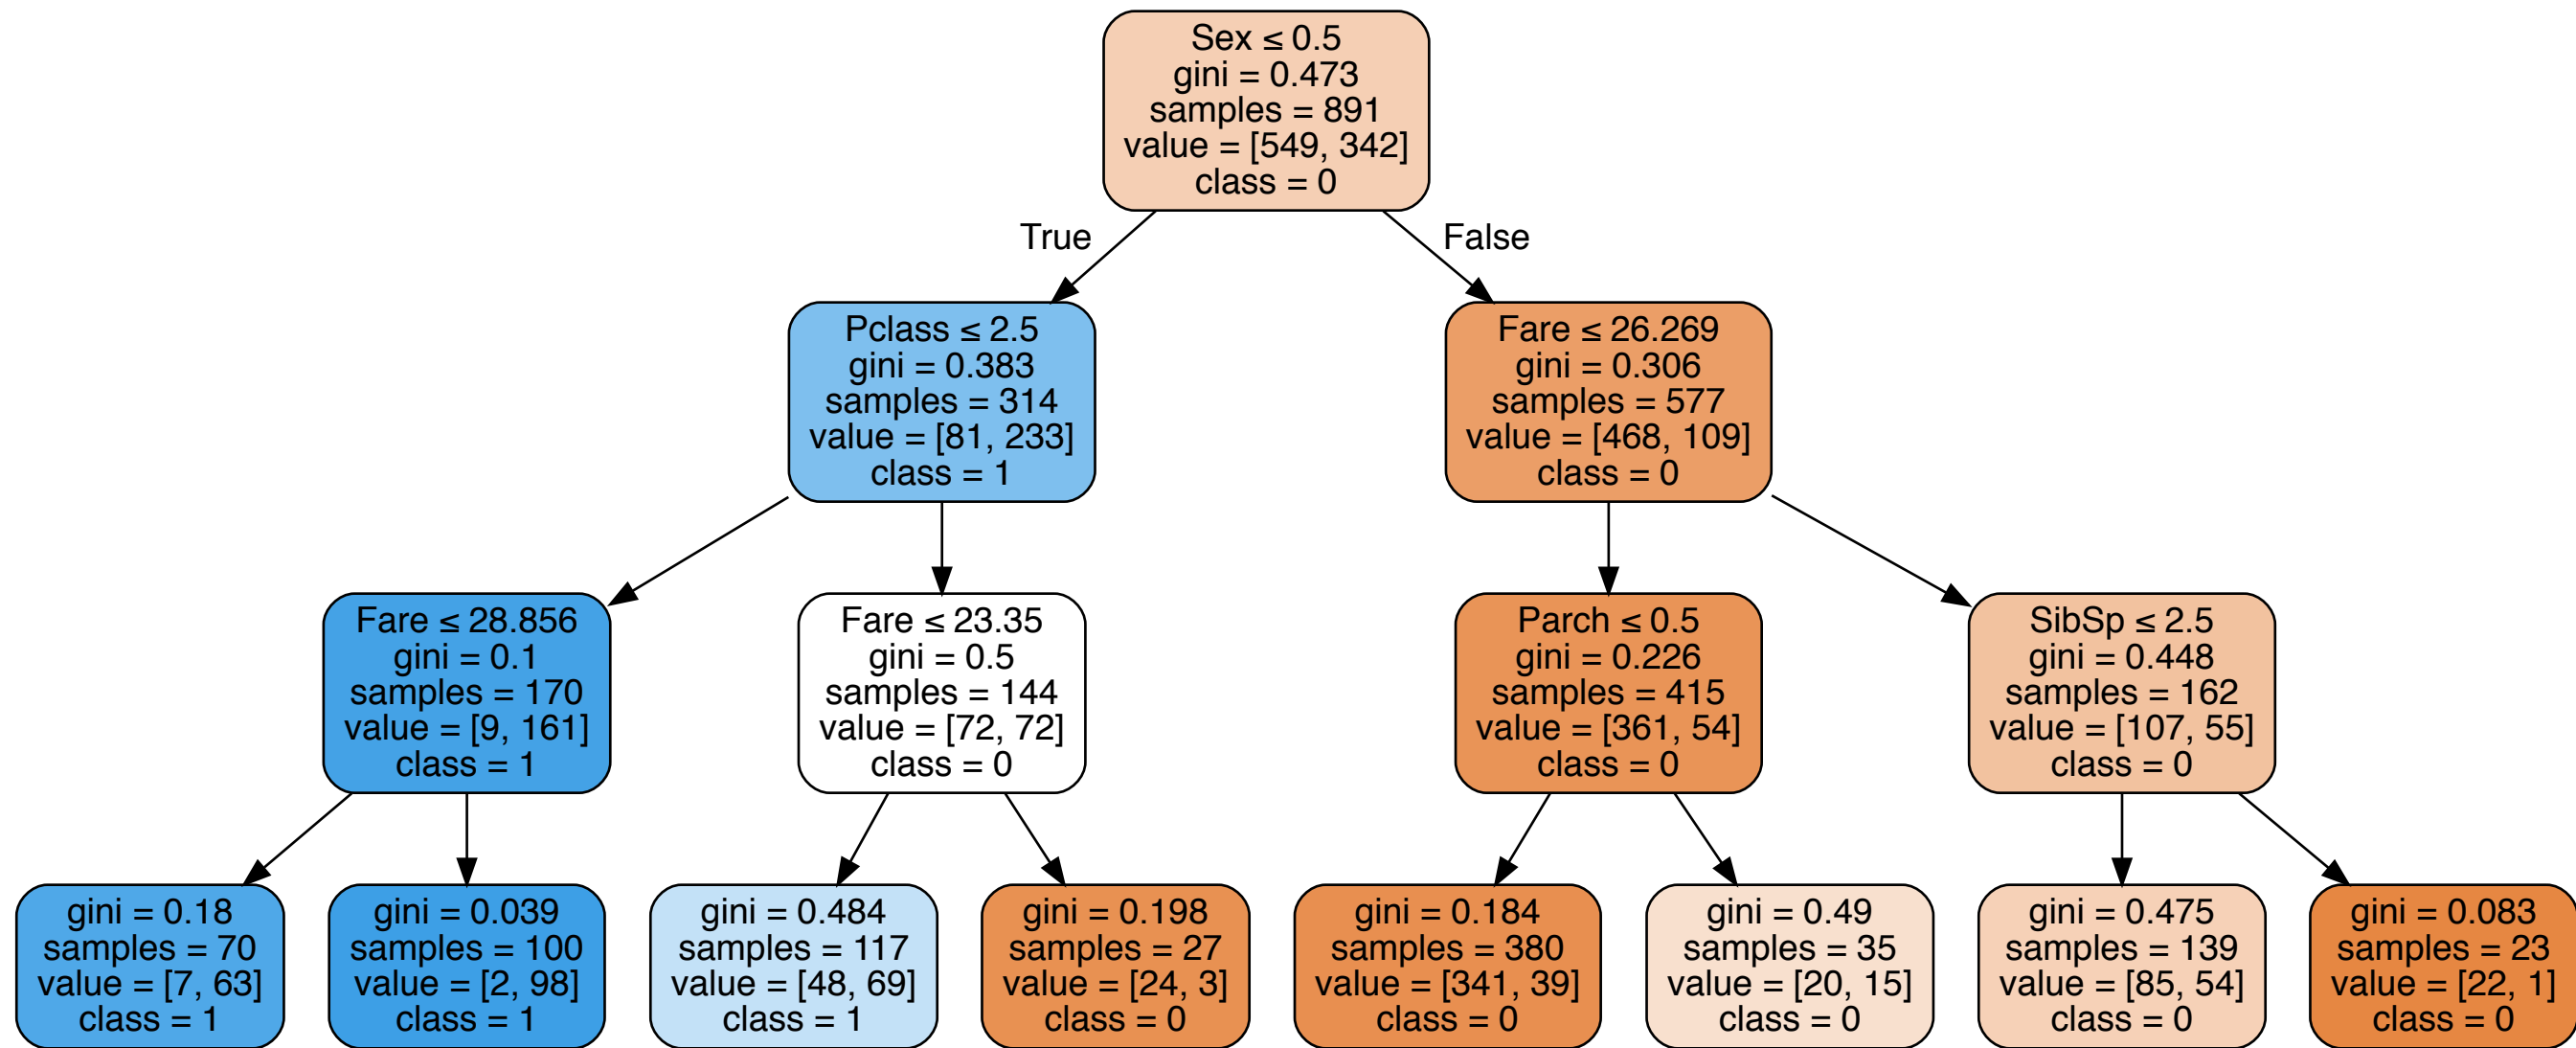 Sex ≤ 0.5
gini = 0.473
samples = 891
value = [549, 342]
class = 0
True
False
Pclass ≤ 2.5
gini = 0.383
samples = 314
value = [81, 233]
class = 1
Fare ≤ 26.269
gini = 0.306
samples = 577
value = [468, 109]
class = 0
Fare ≤ 28.856
gini = 0.1
samples = 170
value = [9, 161]
class = 1
Fare ≤ 23.35
gini = 0.5
samples = 144
value = [72, 72]
class = 0
Parch ≤ 0.5
gini = 0.226
samples = 415
value = [361, 54]
class = 0
SibSp ≤ 2.5
gini = 0.448
samples = 162
value = [107, 55]
class = 0
gini = 0.18
samples = 70
value = [7, 63]
class = 1
gini = 0.039
samples = 100
value = [2, 98]
class = 1
gini = 0.484
samples = 117
value = [48, 69]
class = 1
gini = 0.198
samples = 27
value = [24, 3]
class = 0
gini = 0.184
samples = 380
value = [341, 39]
class = 0
gini = 0.49
samples = 35
value = [20, 15]
class = 0
gini = 0.475
samples = 139
value = [85, 54]
class = 0
gini = 0.083
samples = 23
value = [22, 1]
class = 0